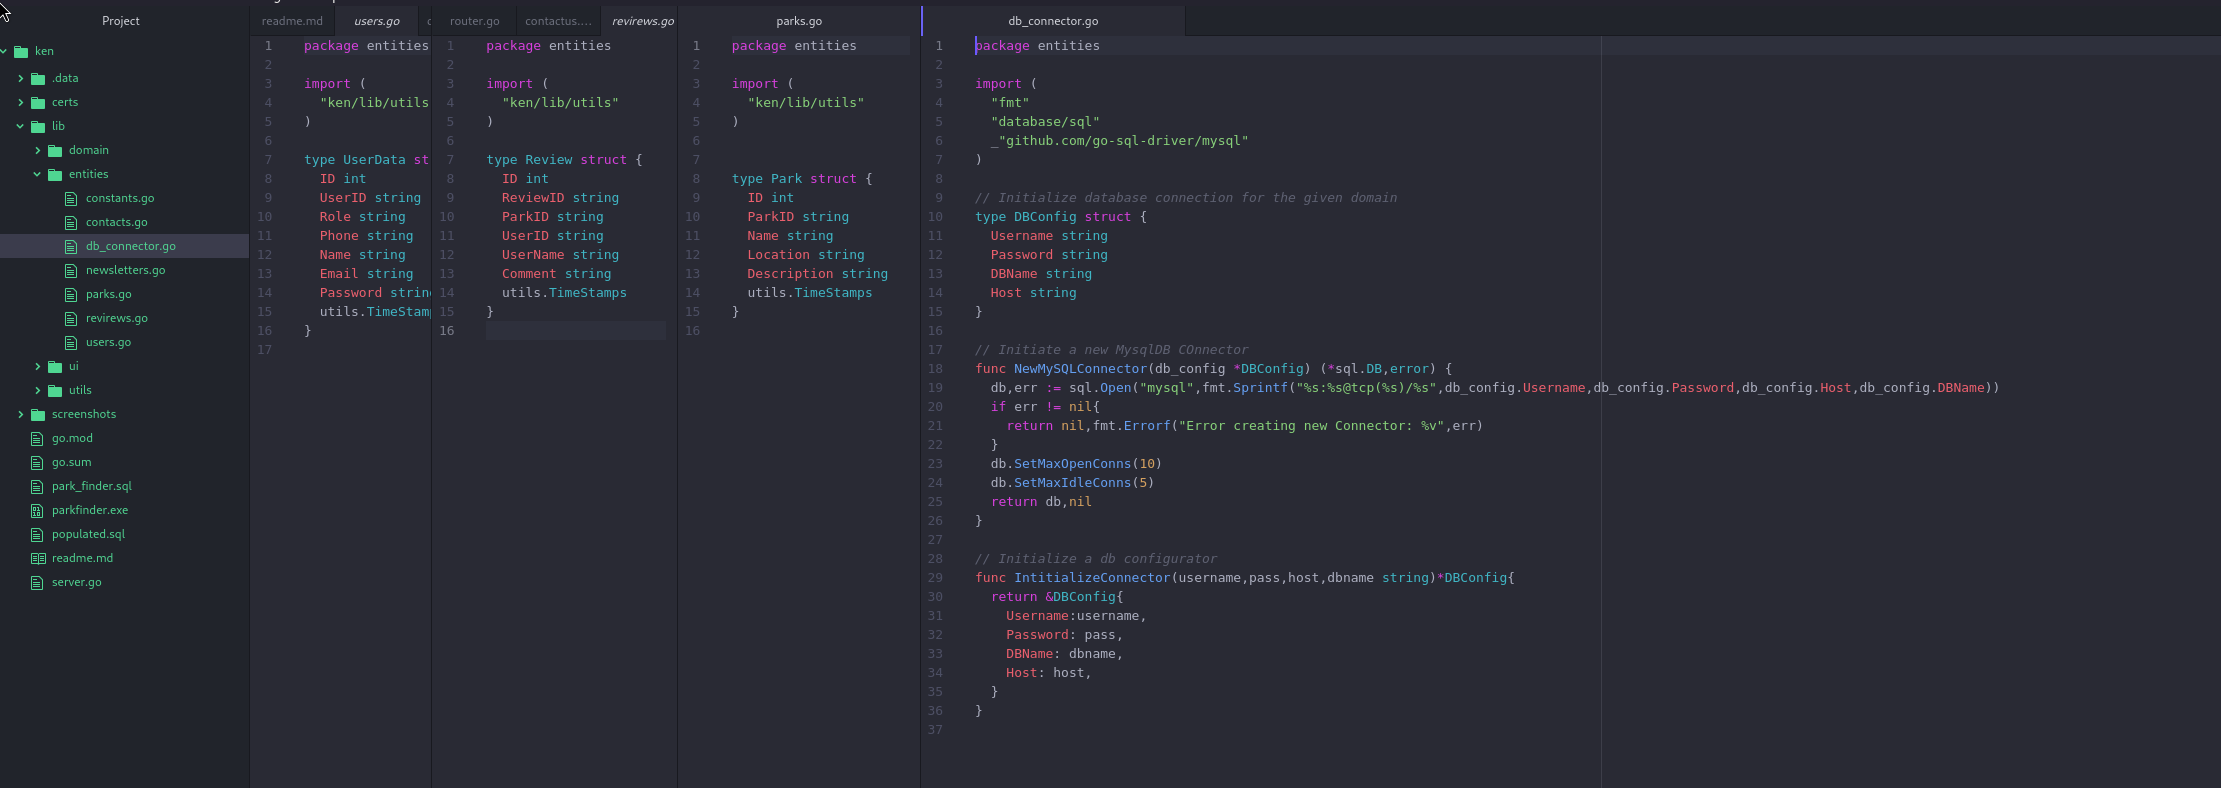 Project
ken
.data
certs
lib
domain
entities
constants.go
contacts.go
db_connector.go
newsletters.go
parks.go
revirews.go
users.go
ui
utils
screenshots
go.mod
go.sum
park_finder.sql
parkfinder.exe
populated.sql
readme.md
server.go
readme.md users.go
1 package entities
2
3 import (
4 "ken/lib/utils
5 )
6
7 type UserData st
8 ID int
9 UserID string
10 Role string
11 Phone string
12 Name string
13 Email string
14 Password string
15 utils.TimeStamp
16 }
17
router.go contactus.... revirews.go
1 package entities
2
3 import (
4 "ken/lib/utils"
5 )
6
7 type Review struct {
8 ID int
9 ReviewID string
10 ParkID string
11 UserID string
12 UserName string
13 Comment string
14 utils.TimeStamps
15 }
16
parks.go
1 package entities
2
3 import (
4 "ken/lib/utils"
5 )
6
7
8 type Park struct {
9 ID int
10 ParkID string
11 Name string
12 Location string
13 Description string
14 utils.TimeStamps
15 }
16
db_connector.go
1 package entities
2
3 import (
4 "fmt"
5 "database/sql"
6 _"github.com/go-sql-driver/mysql"
7 )
8
9 // Initialize database connection for the given domain
10 type DBConfig struct {
11 Username string
12 Password string
13 DBName string
14 Host string
15 }
16
17 // Initiate a new MysqlDB COnnector
18 func NewMySQLConnector(db_config *DBConfig) (*sql.DB,error) {
19 db,err := sql.Open("mysql",fmt.Sprintf("%s:%s@tcp(%s)/%s",db_config.Username,db_config.Password,db_config.Host,db_config.DBName))
20 if err != nil{
21 return nil,fmt.Errorf("Error creating new Connector: %v",err)
22 }
23 db.SetMaxOpenConns(10)
24 db.SetMaxIdleConns(5)
25 return db,nil
26 }
27
28 // Initialize a db configurator
29 func IntitializeConnector(username,pass,host,dbname string)*DBConfig{
30 return &DBConfig{
31 Username:username,
32 Password: pass,
33 DBName: dbname,
34 Host: host,
35 }
36 }
37